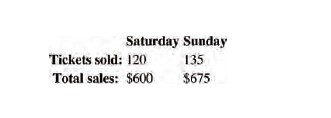 Saturday Sunday
Tickets sold: 120 135
Total sales: $600 $675